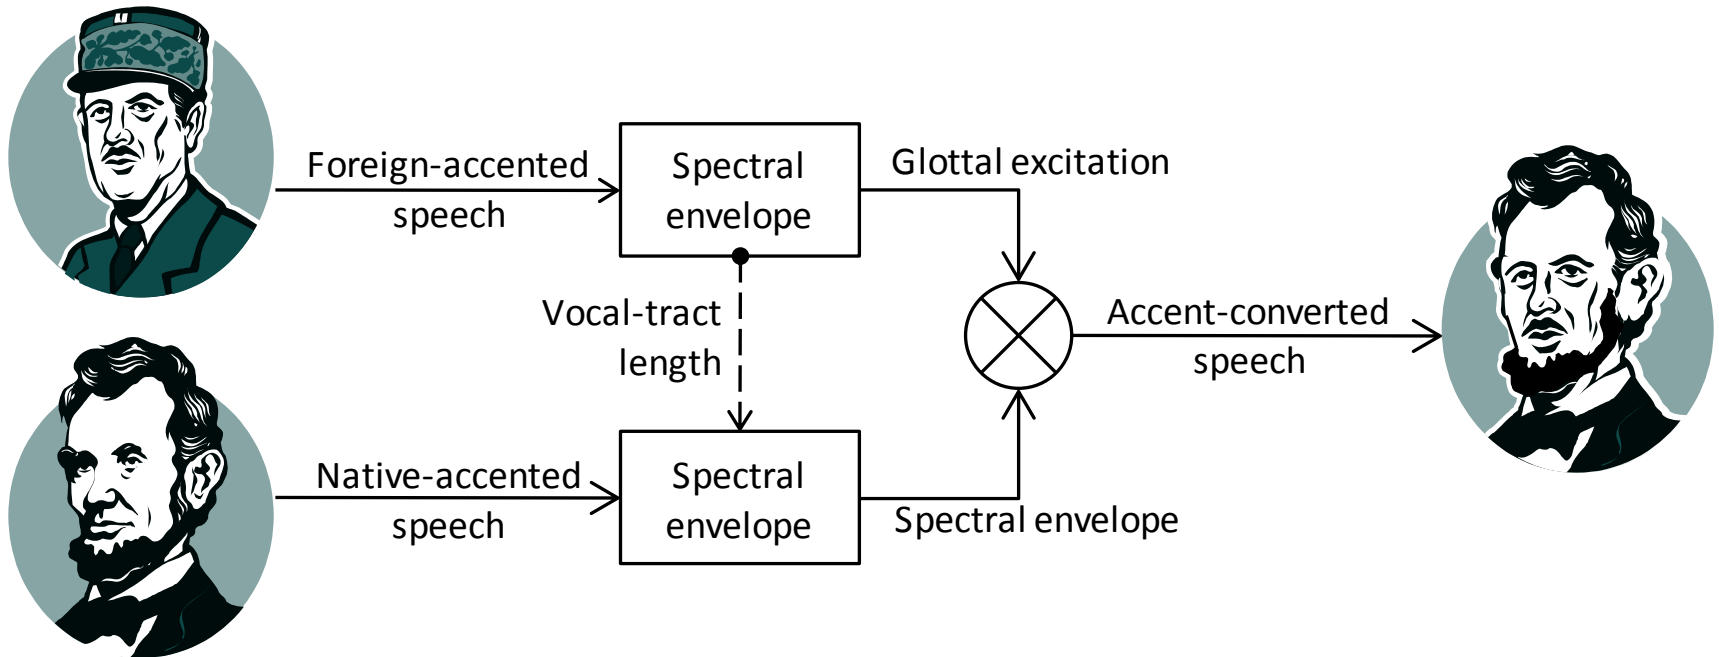 Foreign-accented
speech
Spectral
envelope
Glottal excitation
Vocal-tract
length
Accent-converted
speech
Native-accented
speech
Spectral
envelope
Spectral envelope